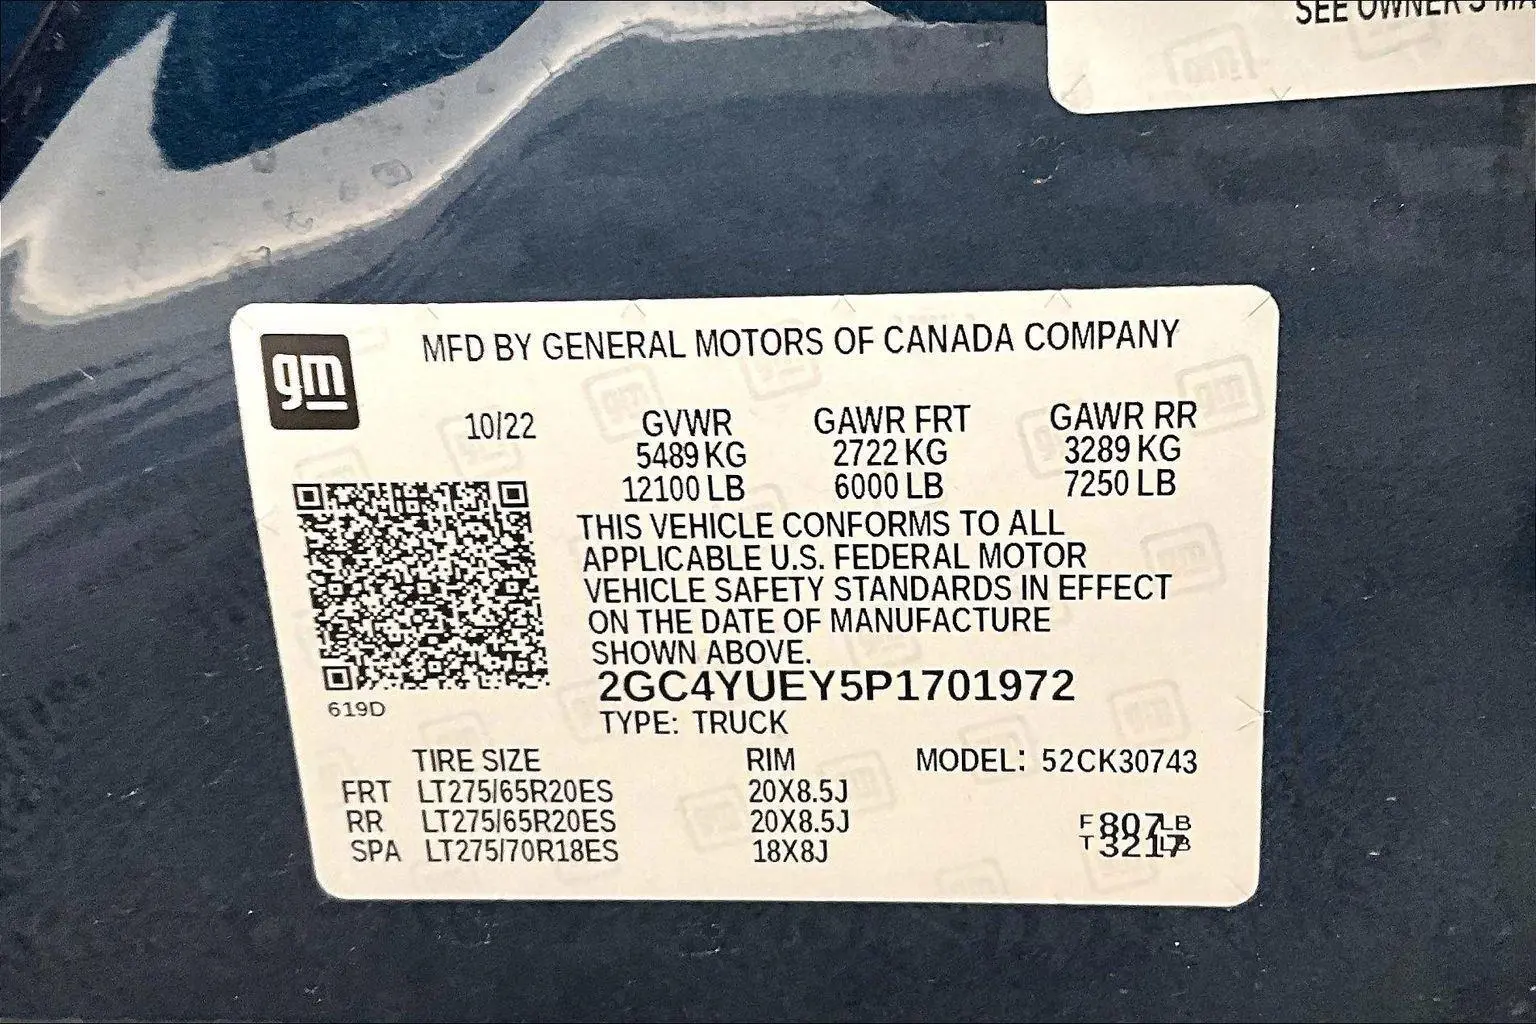 SEE OWNER'S MA
gm
MFD BY GENERAL MOTORS OF CANADA COMPANY
10/22 GVWR GAWR FRT GAWR RR
5489 KG 2722 KG 3289 KG
12100 LB 6000 LB 7250 LB
THIS VEHICLE CONFORMS TO ALL
APPLICABLE U.S. FEDERAL MOTOR
VEHICLE SAFETY STANDARDS IN EFFECT
ON THE DATE OF MANUFACTURE
SHOWN ABOVE.
2GC4YUEY5P1701972
619D
TYPE: TRUCK
TIRE SIZE RIM MODEL: 52CK30743
FRT LT275/65R20ES 20X8.5J
RR LT275/65R20ES 20X8.5J
SPA LT275/70R18ES 18X8J
F 807 LB
T 3217 LB